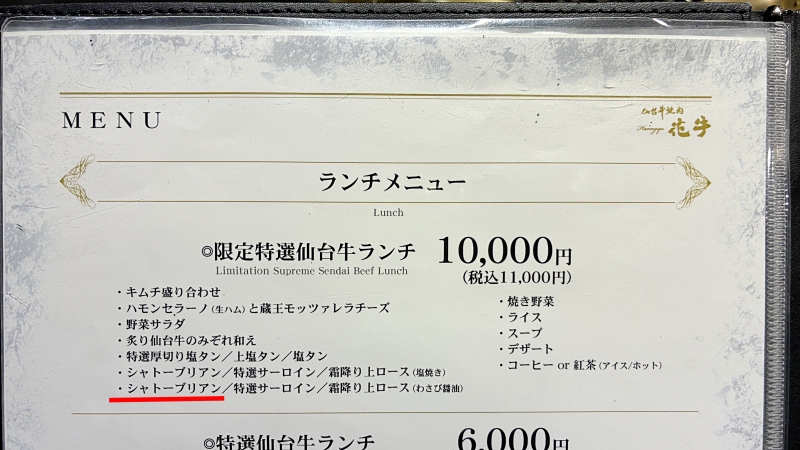 MENU
仙台牛焼肉
Hanagyu
花牛
ランチメニュー
Lunch
◎限定特選仙台牛ランチ 10,000円
Limitation Supreme Sendai Beef Lunch
(税込11,000円)
・キムチ盛り合わせ
・ハモンセラーノ(生ハム)と蔵王モッツァレラチーズ
・野菜サラダ
・炙り仙台牛のみぞれ和え
・特選厚切り塩タン／上塩タン／塩タン
・シャトーブリアン／特選サーロイン／霜降り上ロース(塩焼き)
・シャトーブリアン／特選サーロイン／霜降り上ロース(わさび醤油)
・焼き野菜
・ライス
・スープ
・デザート
・コーヒー or 紅茶(アイス/ホット)
◎特選仙台牛ランチ 6,000円